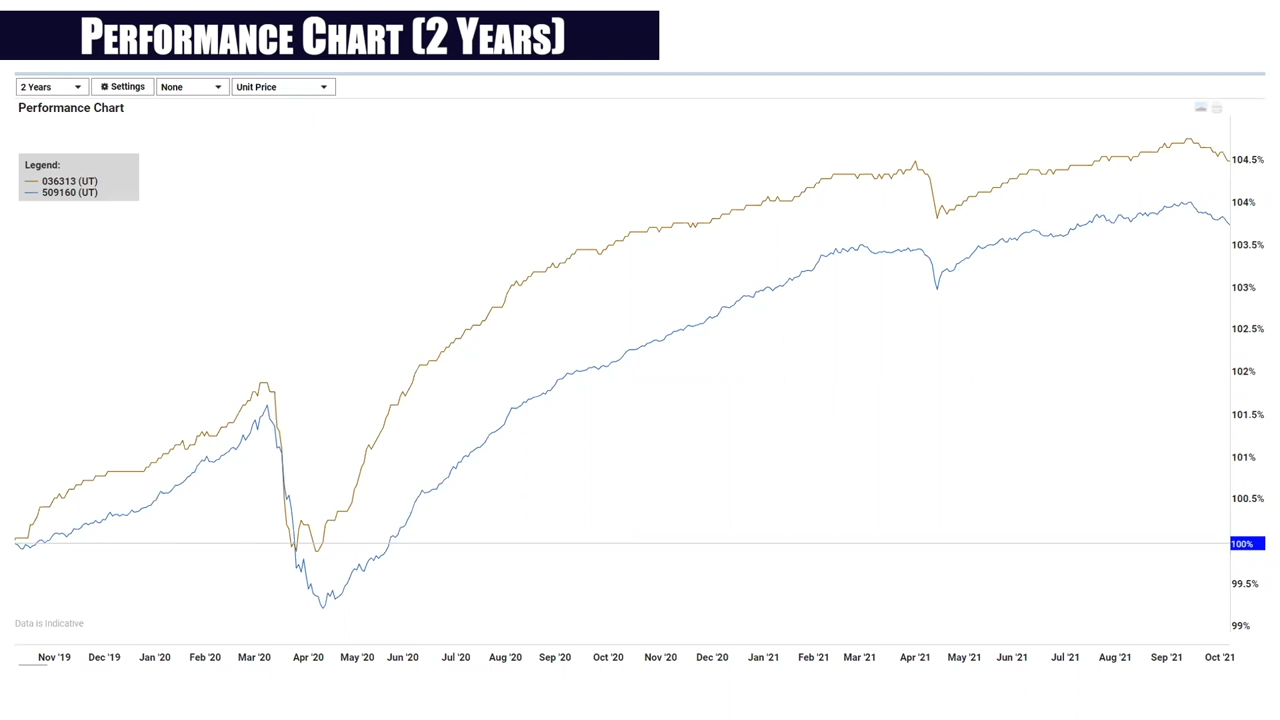 Performance Chart (2 Years)
2 Years Settings None Unit Price
Performance Chart
Legend:
036313 (UT)
509160 (UT)
104.5%
104%
103.5%
103%
102.5%
102%
101.5%
101%
100.5%
100%
99.5%
99%
Data is Indicative
Nov '19 Dec '19 Jan '20 Feb '20 Mar '20 Apr '20 May '20 Jun '20 Jul '20 Aug '20 Sep '20 Oct '20 Nov '20 Dec '20 Jan '21 Feb '21 Mar '21 Apr '21 May '21 Jun '21 Jul '21 Aug '21 Sep '21 Oct '21